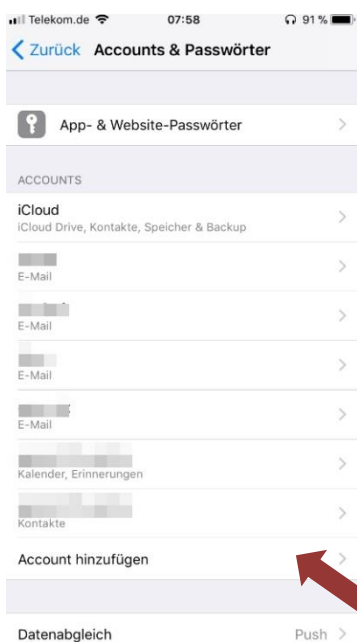 Telekom.de 07:58 91 %
Zurück Accounts & Passwörter
App- & Website-Passwörter
ACCOUNTS
iCloud
iCloud Drive, Kontakte, Speicher & Backup
E-Mail
E-Mail
E-Mail
E-Mail
Kalender, Erinnerungen
Kontakte
Account hinzufügen
Datenabgleich Push